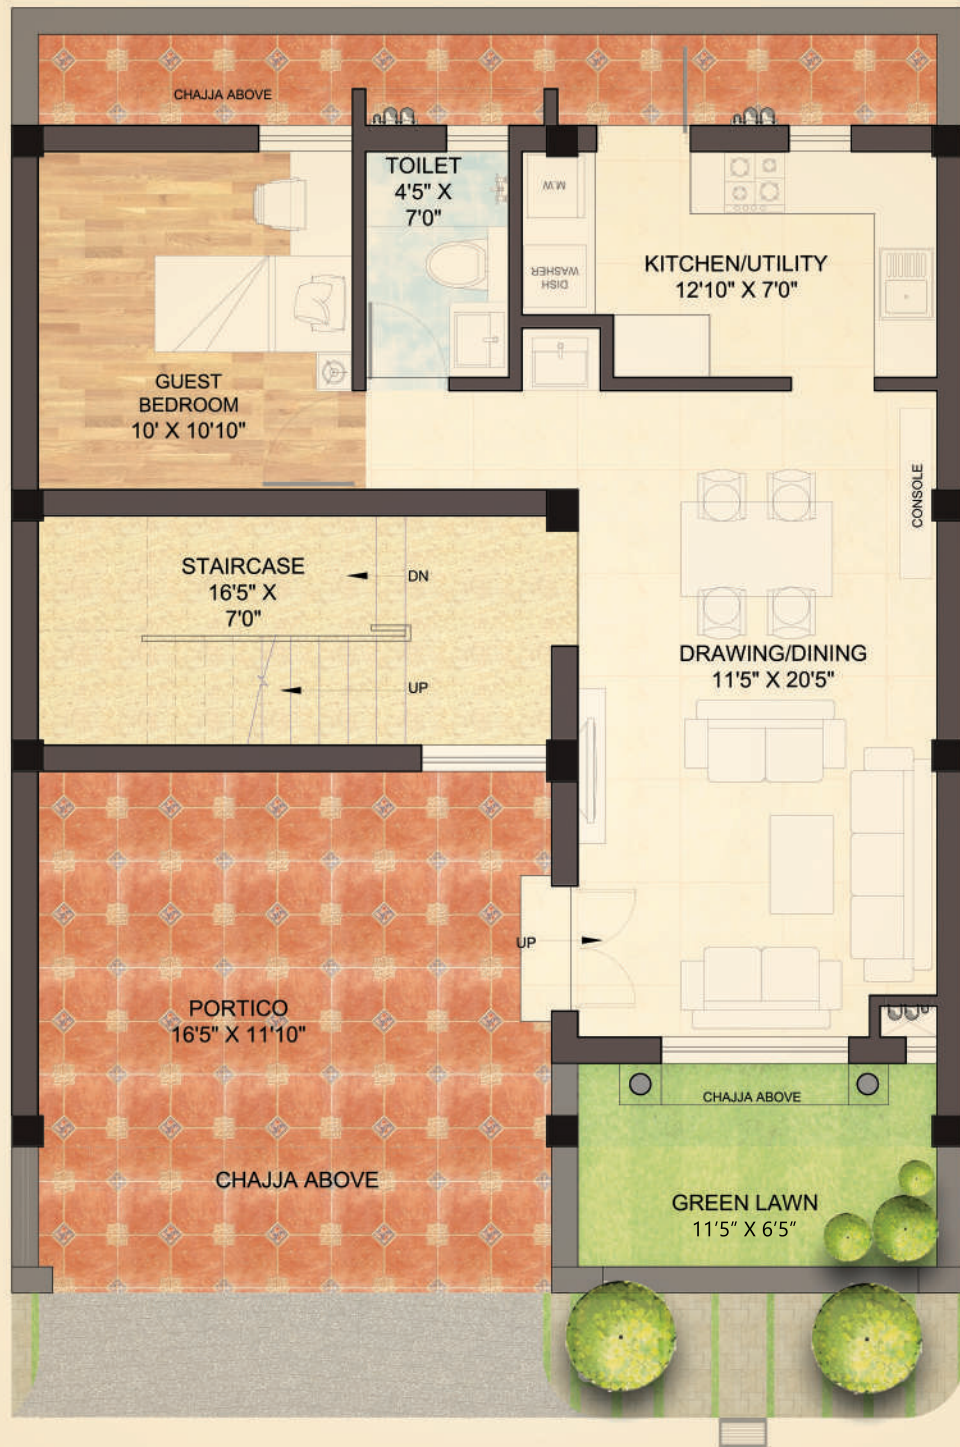 CHAJJA ABOVE
TOILET
4'5" X
7'0"
M.W
DISH
WASHER
KITCHEN/UTILITY
12'10" X 7'0"
GUEST
BEDROOM
10' X 10'10"
CONSOLE
STAIRCASE
16'5" X
7'0"
DN
UP
DRAWING/DINING
11'5" X 20'5"
UP
PORTICO
16'5" X 11'10"
CHAJJA ABOVE
CHAJJA ABOVE
GREEN LAWN
11'5" X 6'5"